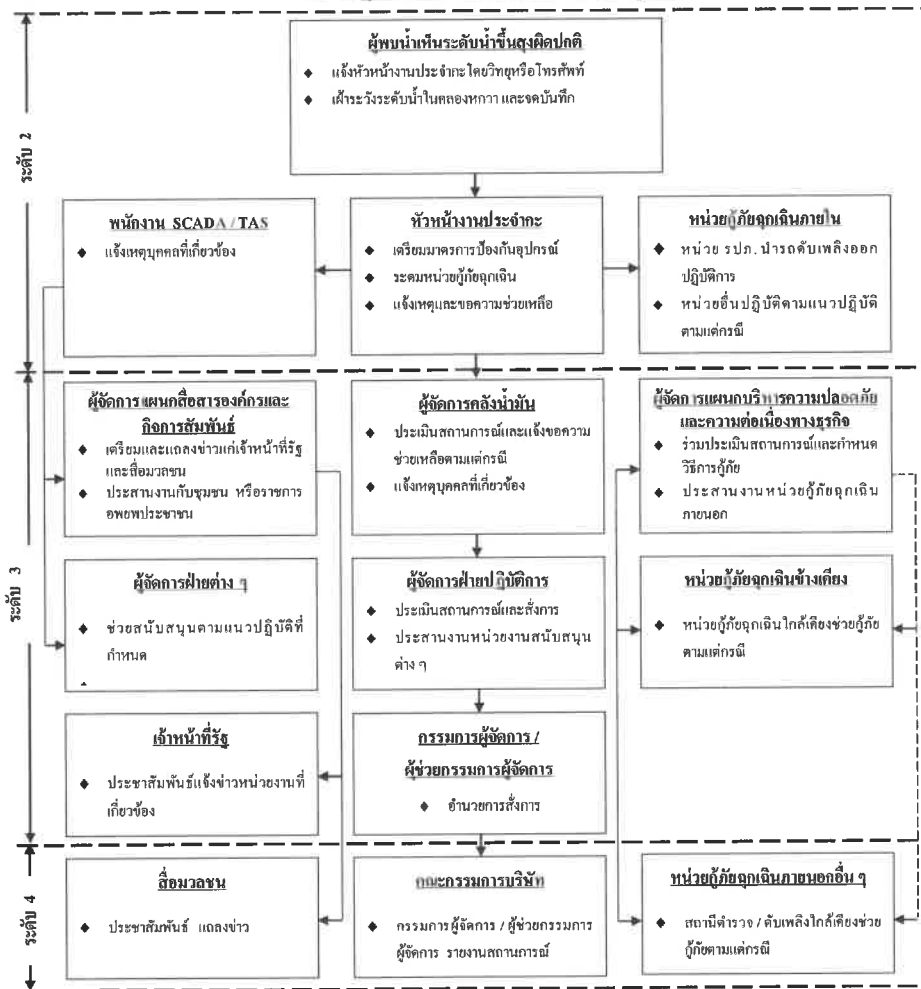 ระดับ 2
ผู้พบน้ำเห็นระดับน้ำขึ้นสูงผิดปกติ
◆ แจ้งหัวหน้างานประจำกะโดยวิทยุหรือโทรศัพท์
◆ เฝ้าระวังระดับน้ำในคลองหกวา และจดบันทึก
พนักงาน SCADA / TAS
◆ แจ้งเหตุบุคคลที่เกี่ยวข้อง
หัวหน้างานประจำกะ
◆ เตรียมมาตรการป้องกันอุปกรณ์
◆ ระดมหน่วยกู้ภัยฉุกเฉิน
◆ แจ้งเหตุและขอความช่วยเหลือ
หน่วยกู้ภัยฉุกเฉินภายใน
◆ หน่วย รปภ. นำรถดับเพลิงออก
ปฏิบัติการ
◆ หน่วยอื่นปฏิบัติตามแนวปฏิบัติ
ตามแต่กรณี
ระดับ 3
ผู้จัดการแผนกสื่อสารองค์กรและ
กิจการสัมพันธ์
◆ เตรียมและแถลงข่าวแก่เจ้าหน้าที่รัฐ
และสื่อมวลชน
◆ ประสานงานกับชุมชน หรือราชการ
อพยพประชาชน
ผู้จัดการคลังน้ำมัน
◆ ประเมินสถานการณ์และแจ้งขอความ
ช่วยเหลือตามแต่กรณี
◆ แจ้งเหตุบุคคลที่เกี่ยวข้อง
ผู้จัดการแผนกบริหารความปลอดภัย
และความต่อเนื่องทางธุรกิจ
◆ ร่วมประเมินสถานการณ์และกำหนด
วิธีการกู้ภัย
◆ ประสานงานหน่วยกู้ภัยฉุกเฉิน
ภายนอก
ผู้จัดการฝ่ายต่าง ๆ
◆ ช่วยสนับสนุนตามแนวปฏิบัติที่
กำหนด
ผู้จัดการฝ่ายปฏิบัติการ
◆ ประเมินสถานการณ์และสั่งการ
◆ ประสานงานหน่วยงานสนับสนุน
ต่าง ๆ
หน่วยกู้ภัยฉุกเฉินข้างเคียง
◆ หน่วยกู้ภัยฉุกเฉินใกล้เคียงช่วยกู้ภัย
ตามแต่กรณี
เจ้าหน้าที่รัฐ
◆ ประชาสัมพันธ์แจ้งข่าวหน่วยงานที่
เกี่ยวข้อง
กรรมการผู้จัดการ /
ผู้ช่วยกรรมการผู้จัดการ
◆ อำนวยการสั่งการ
ระดับ 4
สื่อมวลชน
◆ ประชาสัมพันธ์ แถลงข่าว
คณะกรรมการบริษัท
◆ กรรมการผู้จัดการ / ผู้ช่วยกรรมการ
ผู้จัดการ รายงานสถานการณ์
หน่วยกู้ภัยฉุกเฉินภายนอกอื่น ๆ
◆ สถานีตำรวจ / ดับเพลิงใกล้เคียงช่วย
กู้ภัยตามแต่กรณี